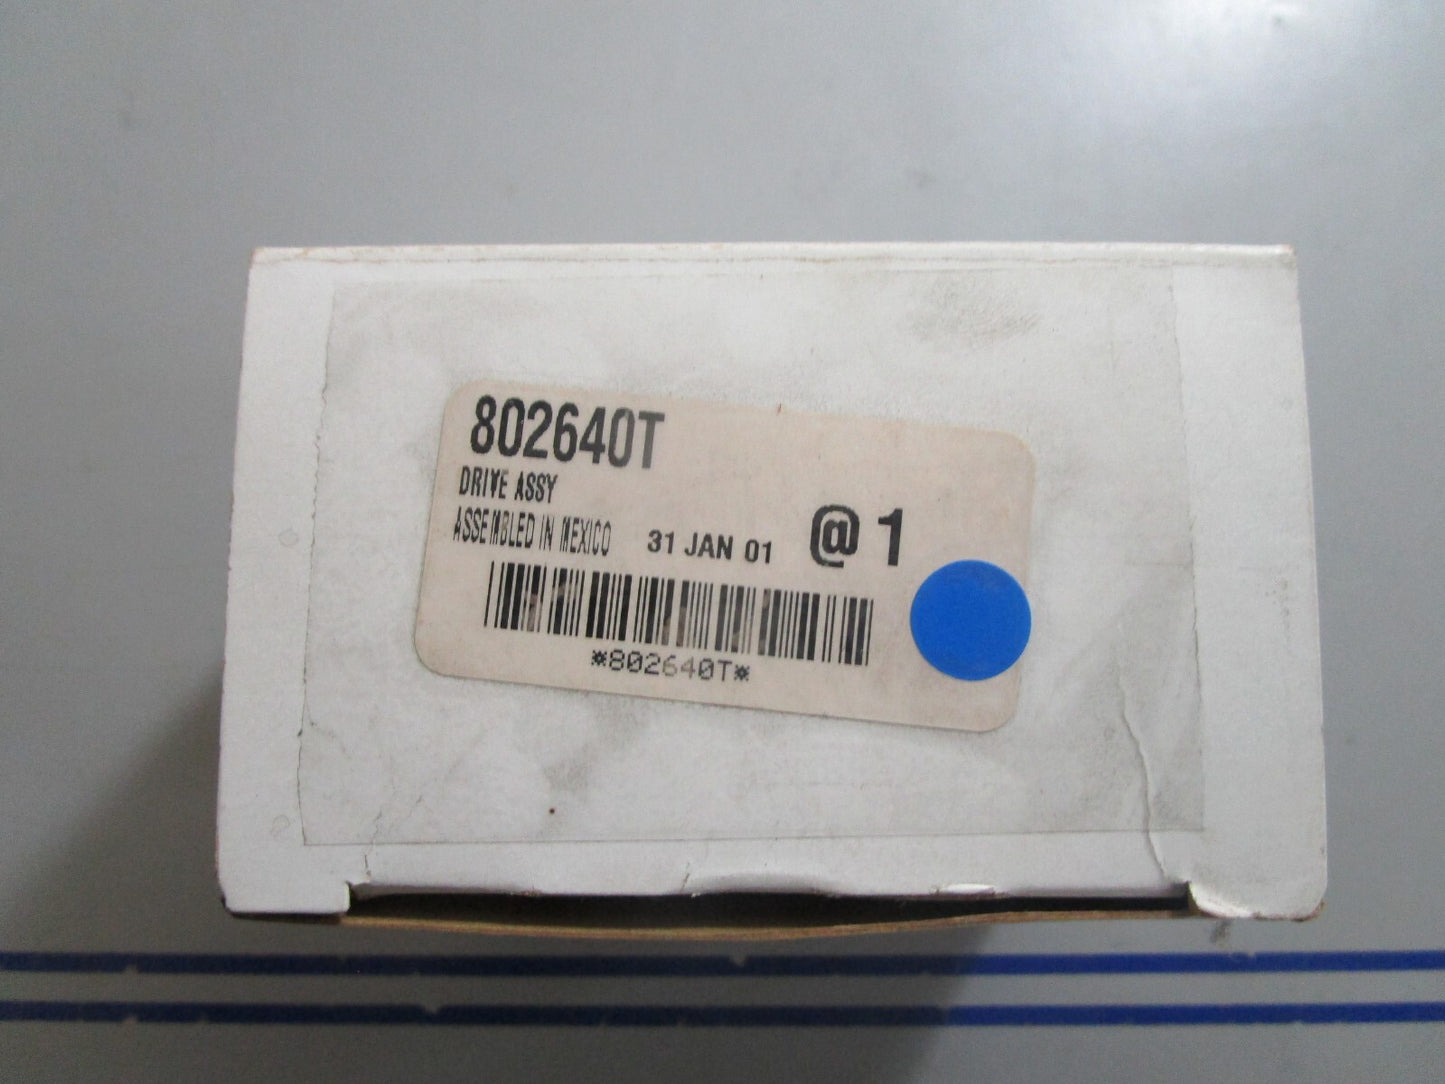 802640T
DRIVE ASSY
ASSEMBLED IN MEXICO 31 JAN 01 @ 1
*802640T*